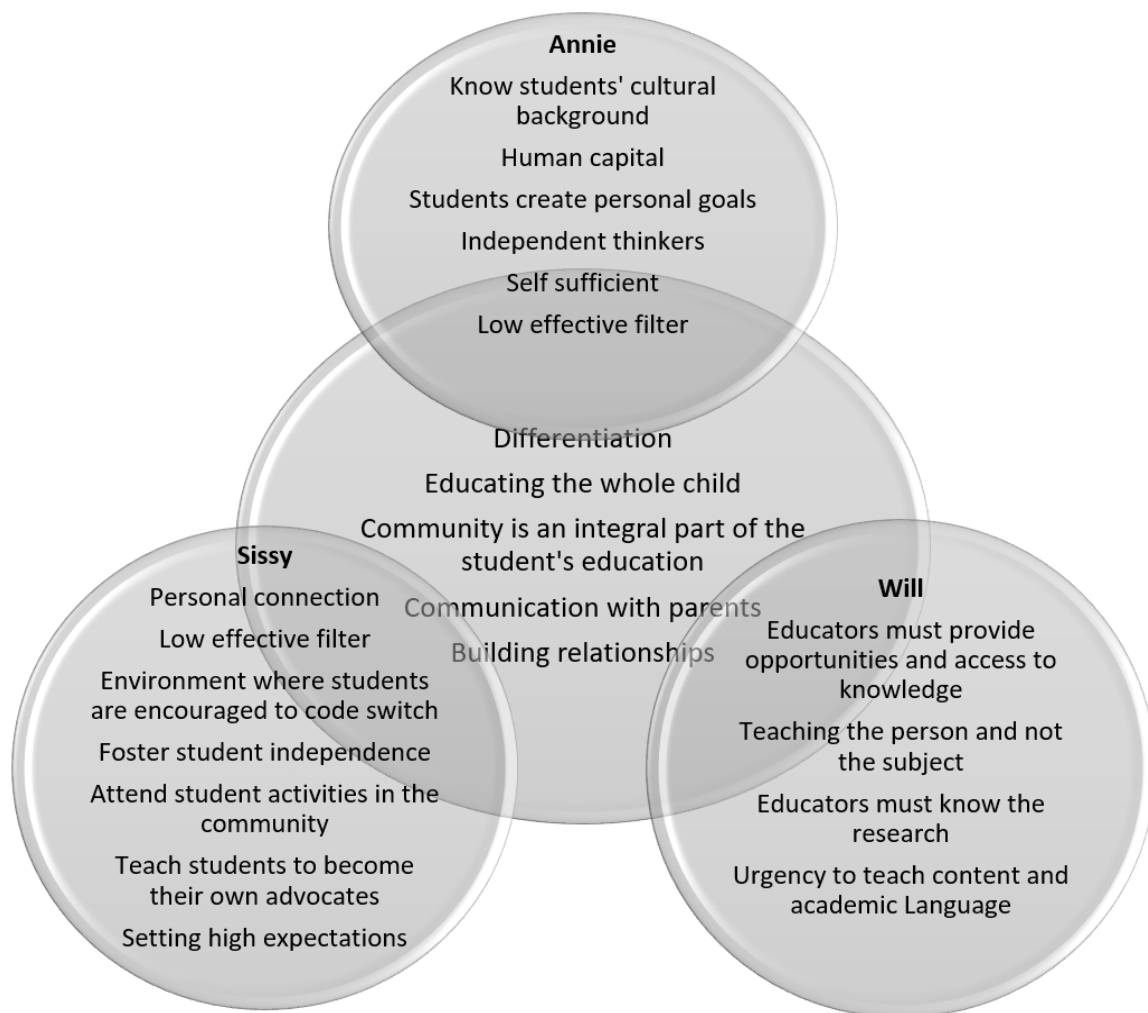 Annie
Know students' cultural
background
Human capital
Students create personal goals
Independent thinkers
Self sufficient
Low effective filter
Differentiation
Educating the whole child
Community is an integral part of the
student's education
Communication with parents
Building relationships
Sissy
Personal connection
Low effective filter
Environment where students
are encouraged to code switch
Foster student independence
Attend student activities in the
community
Teach students to become
their own advocates
Setting high expectations
Will
Educators must provide
opportunities and access to
knowledge
Teaching the person and not
the subject
Educators must know the
research
Urgency to teach content and
academic Language